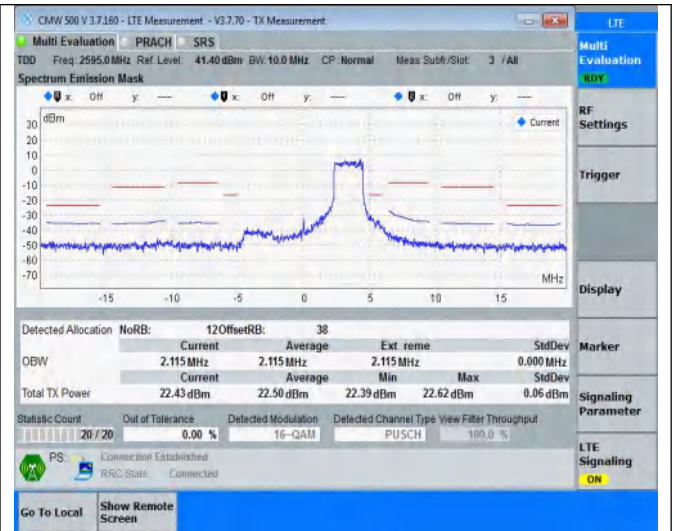 CMW 500 V 3.7.160 - LTE Measurement - V3.7.70 - TX Measurement
LTE
Multi Evaluation PRACH SRS
Multi Evaluation
RDY
TDD Freq: 2595.0 MHz Ref. Level: 41.40 dBm BW: 10.0 MHz CP: Normal Meas Subfr./Slot: 3 / All
Spectrum Emission Mask
x: Off y: --- x: Off y: --- x: Off y: ---
dBm
Current
30
20
10
0
-10
-20
-30
-40
-50
-60
-70
MHz
-15 -10 -5 0 5 10 15
RF Settings
Trigger
Display
Marker
Signaling Parameter
LTE Signaling
ON
Detected Allocation NoRB: 12 OffsetRB: 38
Current Average Extreme StdDev
OBW 2.115 MHz 2.115 MHz 2.115 MHz 0.000 MHz
Current Average Min Max StdDev
Total TX Power 22.43 dBm 22.50 dBm 22.39 dBm 22.62 dBm 0.06 dBm
Statistic Count Out of Tolerance Detected Modulation Detected Channel Type View Filter Throughput
20 / 20 0.00 % 16-QAM PUSCH 100.0 %
PS: Connection Established
RRC State Connected
Go To Local
Show Remote Screen